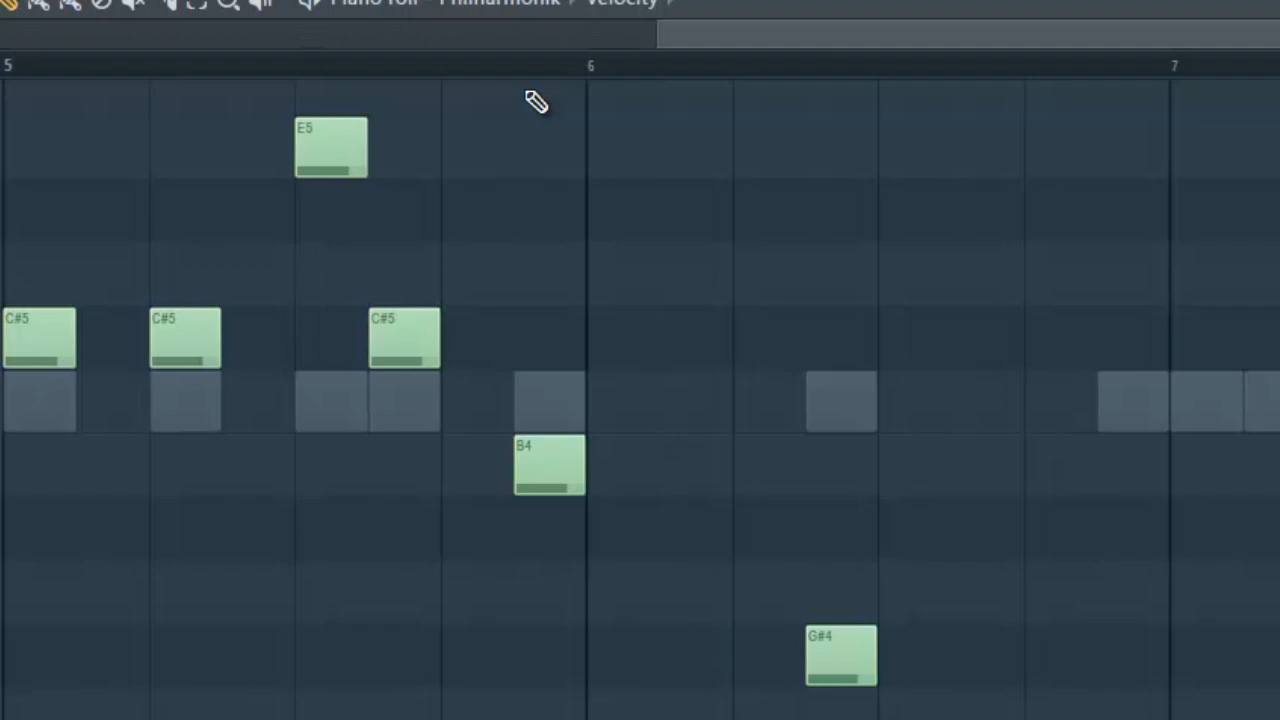 Piano roll - Philharmonik ▸ Velocity ▸
5 6 7
E5
C#5 C#5 C#5
B4
G#4